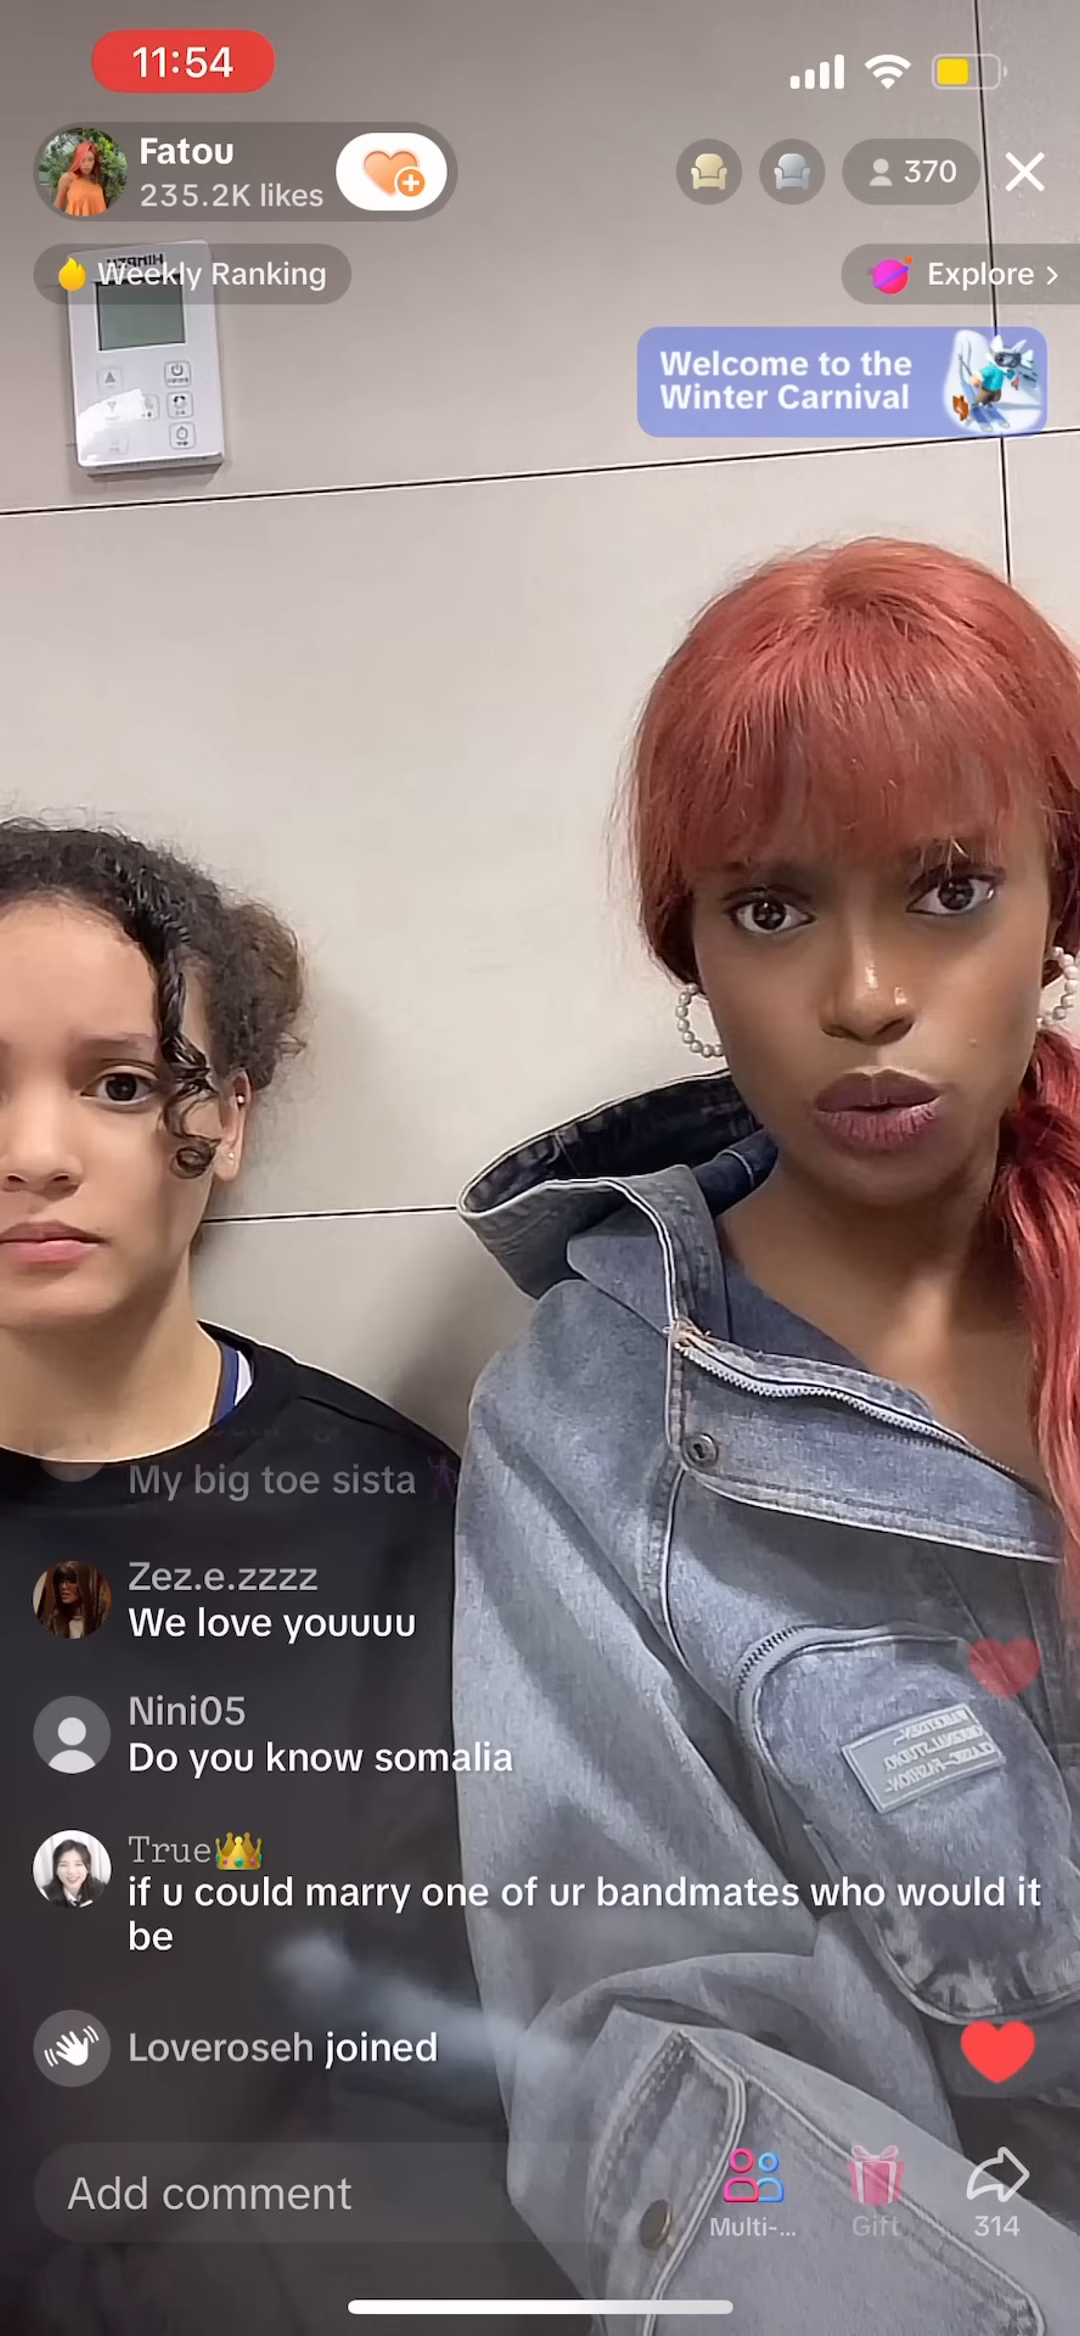 11:54
Fatou
235.2K likes
370
Weekly Ranking
Explore >
Welcome to the
Winter Carnival
My big toe sista
Zez.e.zzzz
We love youuuu
Nini05
Do you know somalia
True👑
if u could marry one of ur bandmates who would it
be
Loveroseh joined
Add comment
Multi-...
Gift
314